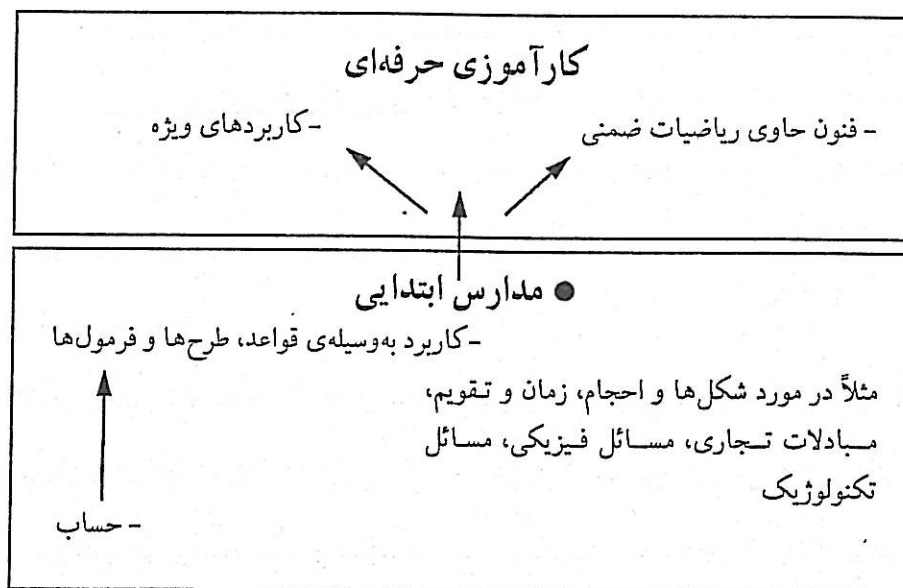 کارآموزی حرفه‌ای
- فنون حاوی ریاضیات ضمنی
- کاربردهای ویژه
● مدارس ابتدایی
- کاربرد به‌وسیله‌ی قواعد، طرح‌ها و فرمول‌ها
مثلاً در مورد شکل‌ها و احجام، زمان و تقویم،
مبادلات تجاری، مسائل فیزیکی، مسائل
تکنولوژیک
- حساب